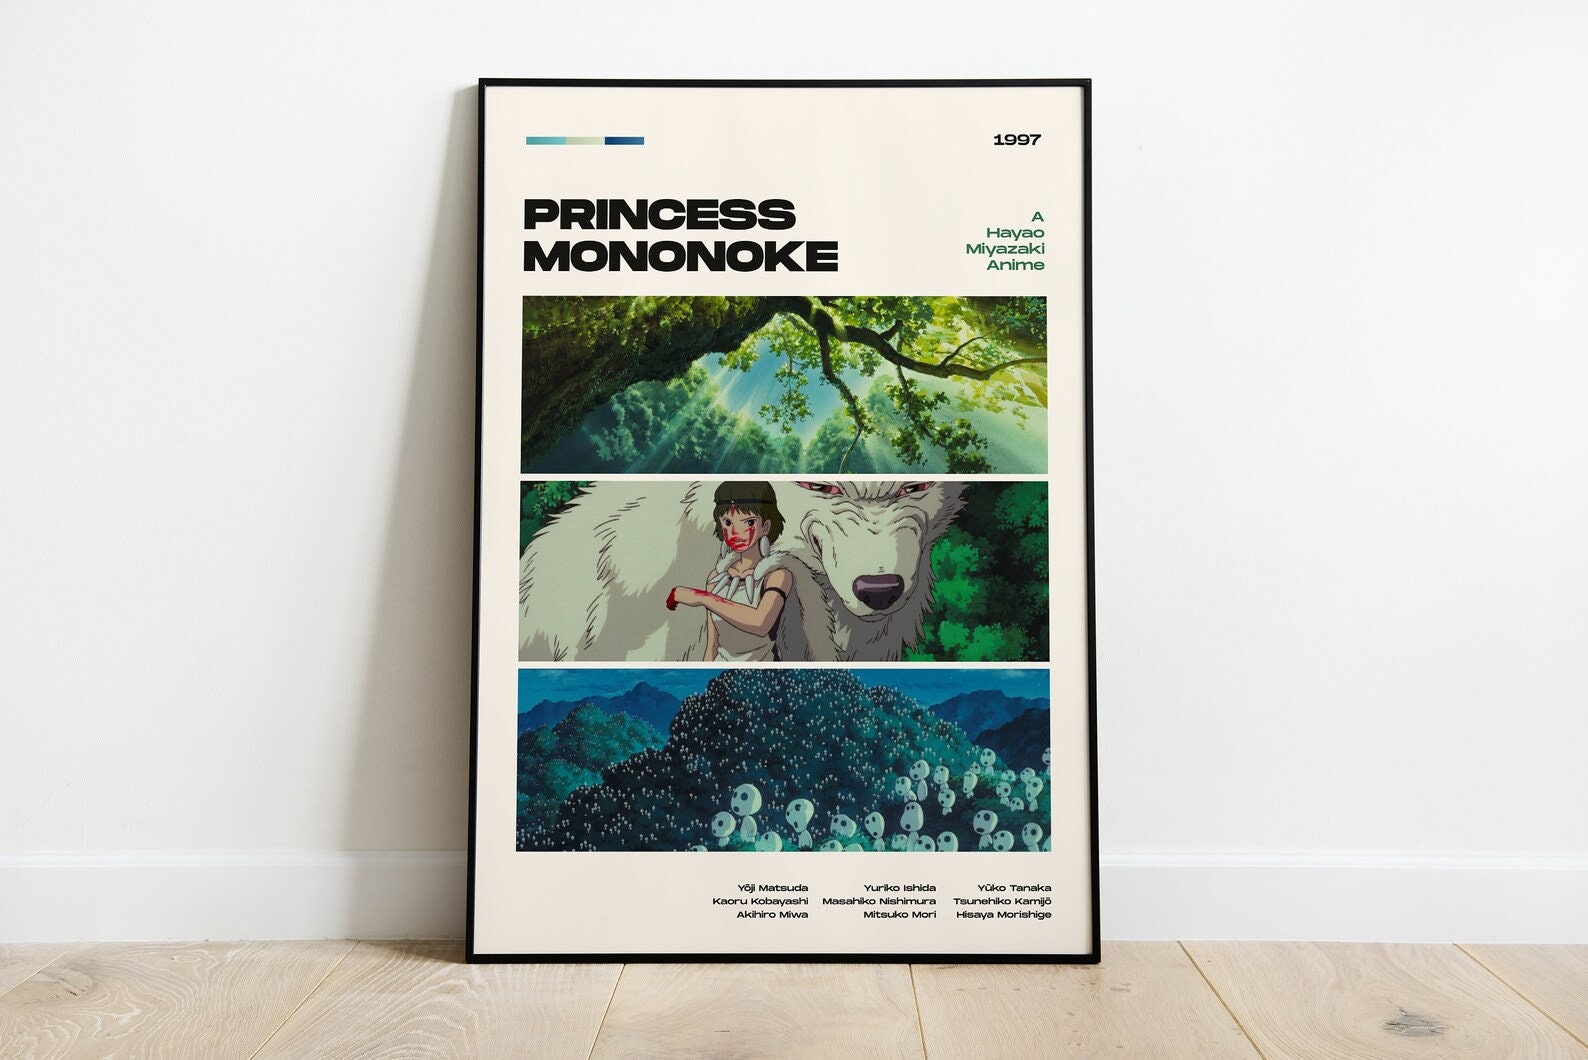 1997
PRINCESS
MONONOKE
A
Hayao
Miyazaki
Anime
Yōji Matsuda
Kaoru Kobayashi
Akihiro Miwa
Yuriko Ishida
Masahiko Nishimura
Mitsuko Mori
Yūko Tanaka
Tsunehiko Kamijō
Hisaya Morishige